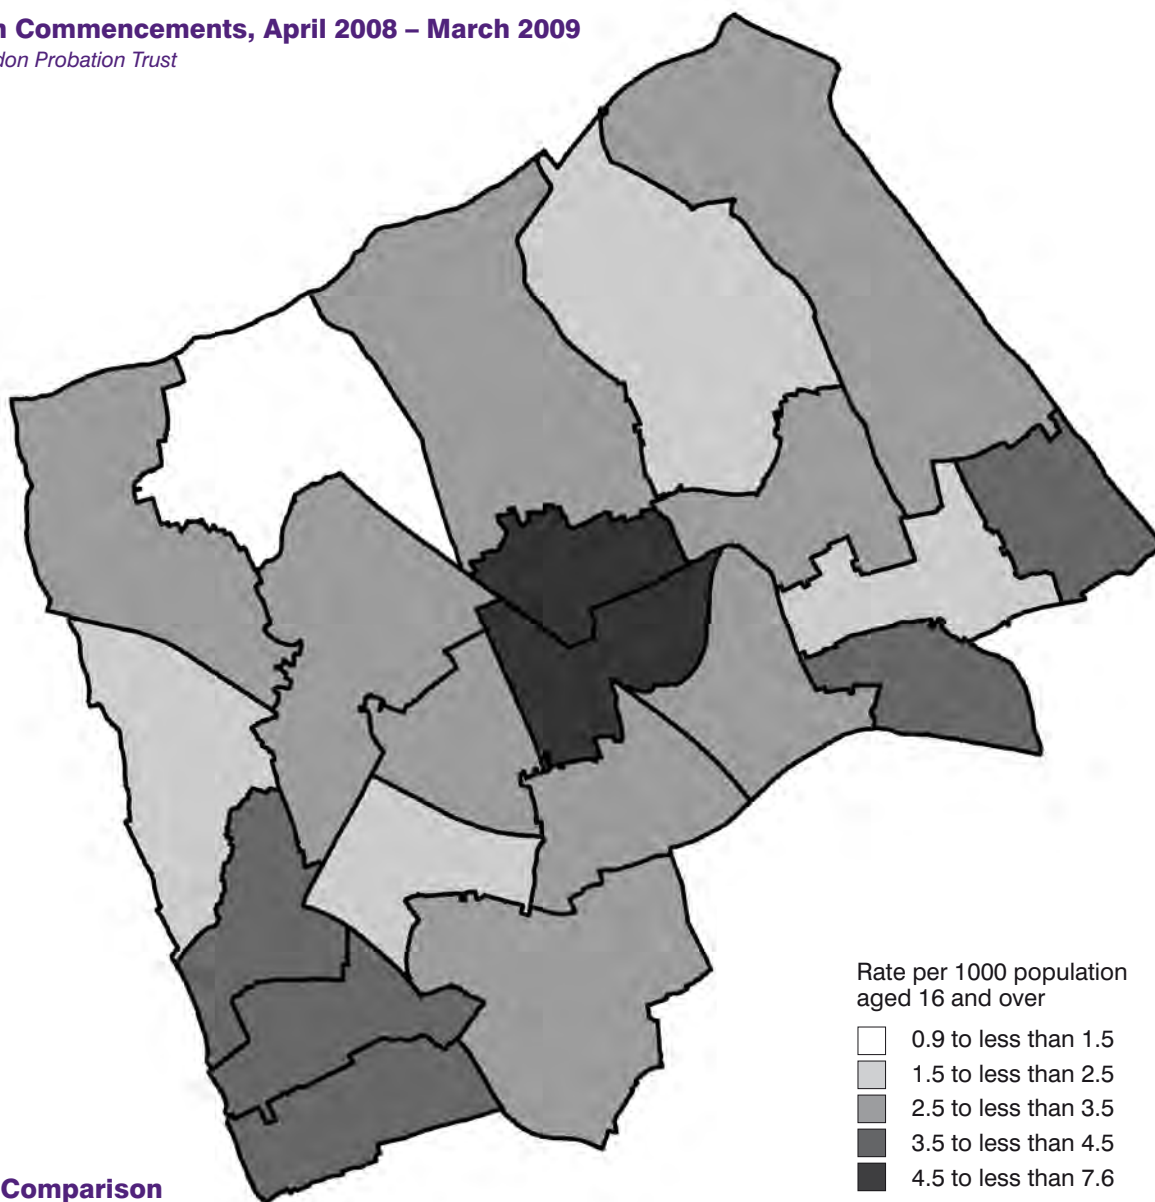 n Commencements, April 2008 – March 2009
don Probation Trust
Rate per 1000 population
aged 16 and over
0.9 to less than 1.5
1.5 to less than 2.5
2.5 to less than 3.5
3.5 to less than 4.5
4.5 to less than 7.6
Comparison